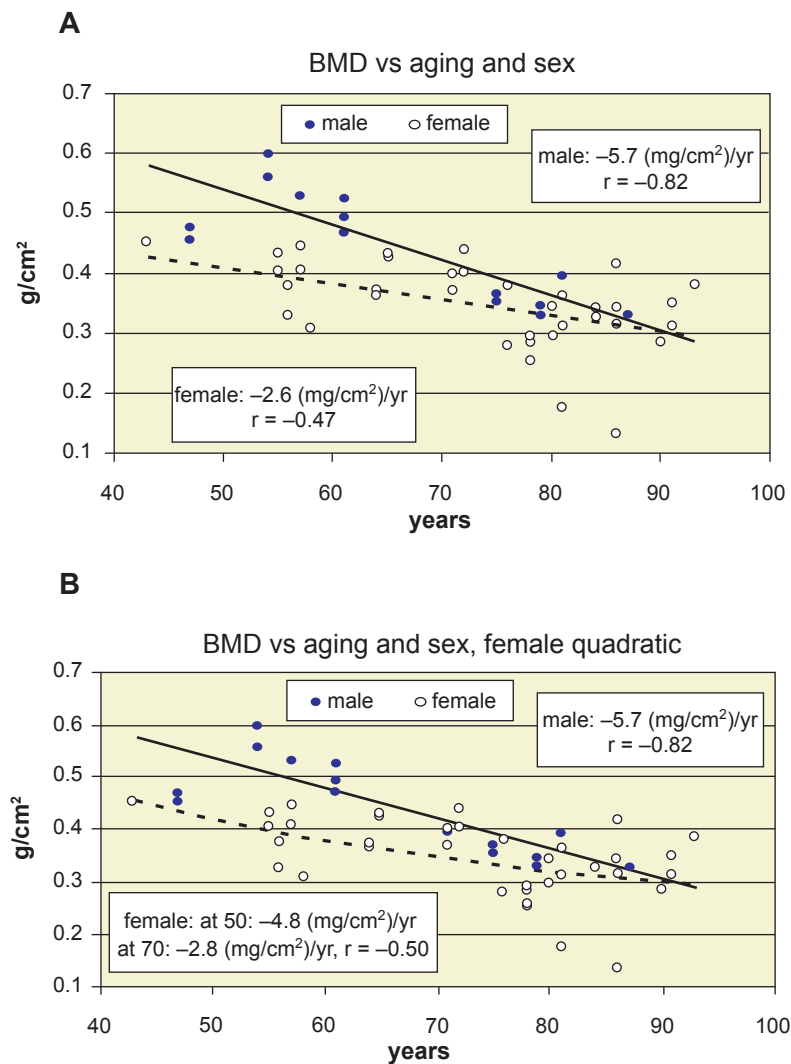 A
BMD vs aging and sex
0.7
0.6
0.5
0.4
0.3
0.2
0.1
g/cm²
male female
male: –5.7 (mg/cm²)/yr
r = –0.82
female: –2.6 (mg/cm²)/yr
r = –0.47
40 50 60 70 80 90 100
years
B
BMD vs aging and sex, female quadratic
0.7
0.6
0.5
0.4
0.3
0.2
0.1
g/cm²
male female
male: –5.7 (mg/cm²)/yr
r = –0.82
female: at 50: –4.8 (mg/cm²)/yr
at 70: –2.8 (mg/cm²)/yr, r = –0.50
40 50 60 70 80 90 100
years